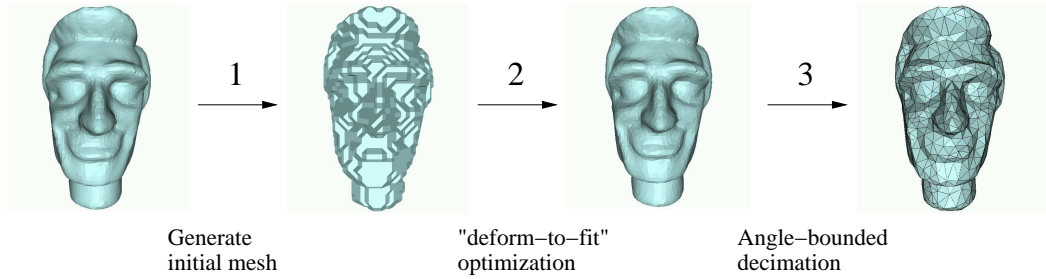 1
2
3
Generate
initial mesh
"deform−to−fit"
optimization
Angle−bounded
decimation